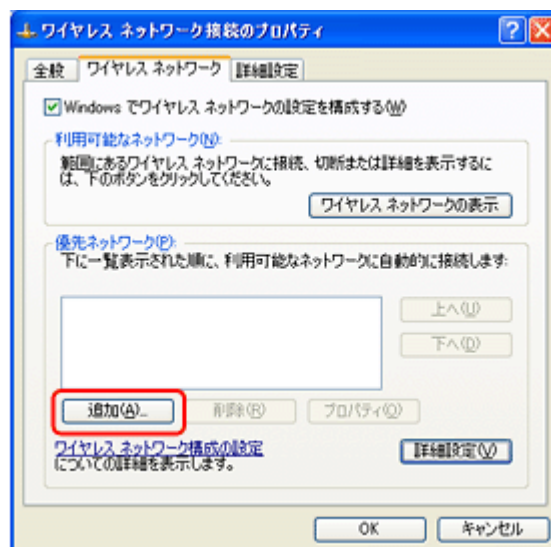 ワイヤレス ネットワーク接続のプロパティ
全般 ワイヤレス ネットワーク 詳細設定
Windows でワイヤレス ネットワークの設定を構成する(W)
利用可能なネットワーク(N):
範囲にあるワイヤレス ネットワークに接続、切断または詳細を表示するに
は、下のボタンをクリックしてください。
ワイヤレス ネットワークの表示
優先ネットワーク(P):
下に一覧表示された順に、利用可能なネットワークに自動的に接続します:
上へ(U)
下へ(D)
追加(A)... 削除(R) プロパティ(O)
ワイヤレス ネットワーク構成の設定
についての詳細を表示します。
詳細設定(V)
OK キャンセル